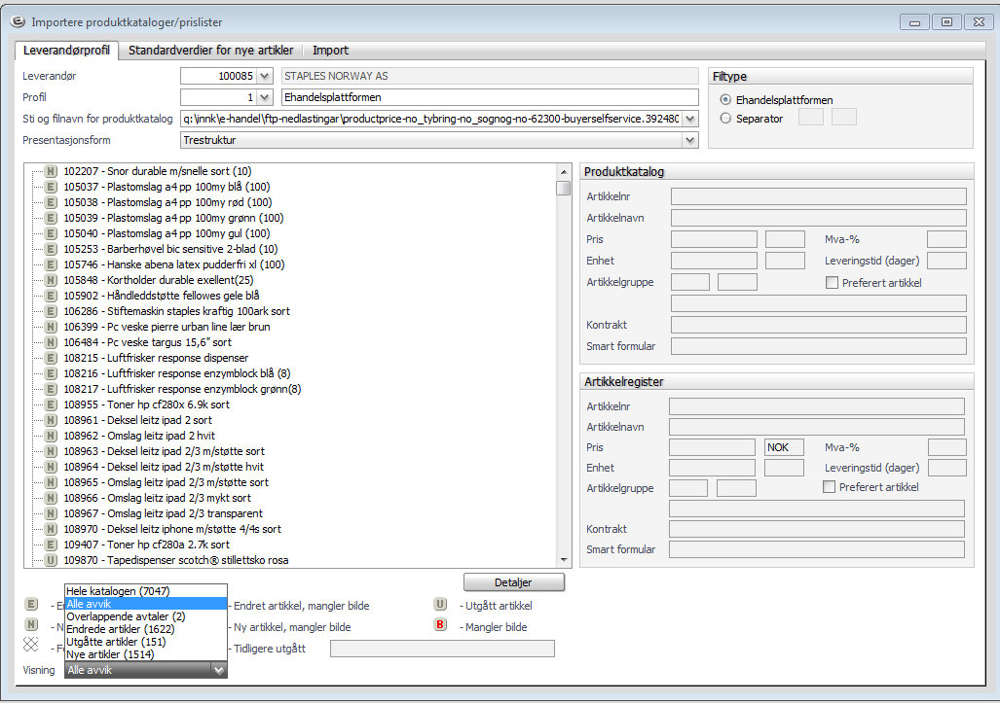 Importere produktkataloger/prislister
Leverandørprofil Standardverdier for nye artikler Import
Leverandør 100085 STAPLES NORWAY AS
Profil 1 Ehandelsplattformen
Sti og filnavn for produktkatalog q:\innk\e-handel\ftp-nedlastingar\productprice-no_tybring-no_sognog-no-62300-buyerselfservice.392480
Presentasjonsform Trestruktur
Filtype
Ehandelsplattformen
Separator
N 102207 - Snor durable m/snelle sort (10)
E 105037 - Plastomslag a4 pp 100my blå (100)
E 105038 - Plastomslag a4 pp 100my rød (100)
E 105039 - Plastomslag a4 pp 100my grønn (100)
E 105040 - Plastomslag a4 pp 100my gul (100)
E 105253 - Barberhøvel bic sensitive 2-blad (10)
E 105746 - Hanske abena latex pudderfri xl (100)
N 105848 - Kortholder durable exellent(25)
E 105902 - Håndleddstøtte fellowes gele blå
E 106286 - Stiftemaskin staples kraftig 100ark sort
N 106399 - Pc veske pierre urban line lær brun
N 106484 - Pc veske targus 15,6" sort
E 108215 - Luftfrisker response dispenser
E 108216 - Luftfrisker response enzymblock blå (8)
E 108217 - Luftfrisker response enzymblock grønn(8)
E 108955 - Toner hp cf280x 6.9k sort
N 108961 - Deksel leitz ipad 2 sort
N 108962 - Omslag leitz ipad 2 hvit
N 108963 - Deksel leitz ipad 2/3 m/støtte sort
N 108964 - Deksel leitz ipad 2/3 m/støtte hvit
N 108965 - Omslag leitz ipad 2/3 m/støtte sort
N 108966 - Omslag leitz ipad 2/3 mykt sort
N 108967 - Omslag leitz ipad 2/3 transparent
N 108970 - Deksel leitz iphone m/støtte 4/4s sort
E 109407 - Toner hp cf280a 2.7k sort
U 109870 - Tapedispenser scotch® stillettsko rosa
Produktkatalog
Artikkelnr
Artikkelnavn
Pris Mva-%
Enhet Leveringstid (dager)
Artikkelgruppe Preferert artikkel
Kontrakt
Smart formular
Artikkelregister
Artikkelnr
Artikkelnavn
Pris NOK Mva-%
Enhet Leveringstid (dager)
Artikkelgruppe Preferert artikkel
Kontrakt
Smart formular
Detaljer
Hele katalogen (7047)
Alle avvik
Overlappende avtaler (2)
Endrede artikler (1622)
Utgåtte artikler (151)
Nye artikler (1514)
E - Endret artikkel, mangler bilde U - Utgått artikkel
N - Ny artikkel, mangler bilde B - Mangler bilde
- Tidligere utgått
Visning Alle avvik